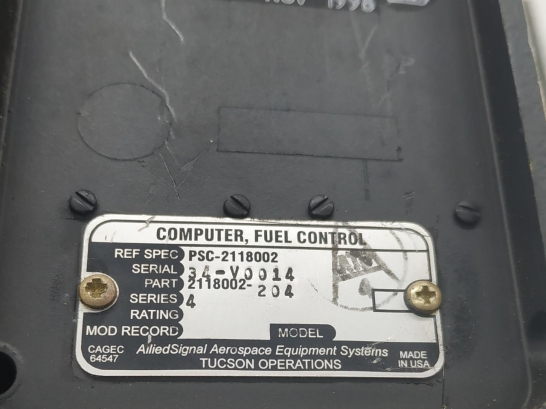 1996
COMPUTER, FUEL CONTROL
REF SPEC PSC-2118002
SERIAL 34-V0014
PART 2118002-204
SERIES 4
RATING
MOD RECORD MODEL
CAGEC 64547 AlliedSignal Aerospace Equipment Systems MADE IN USA
TUCSON OPERATIONS